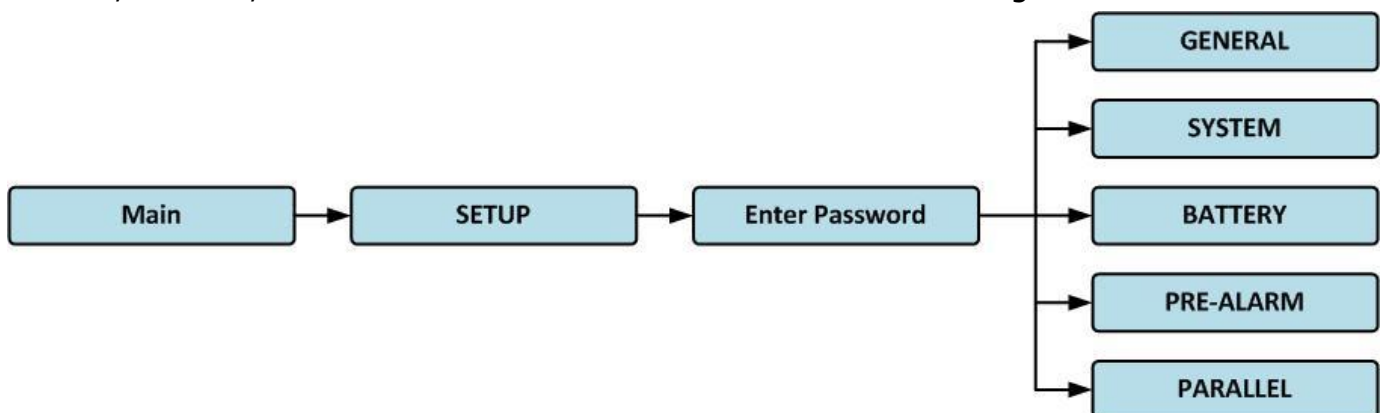 GENERAL
SYSTEM
Main
SETUP
Enter Password
BATTERY
PRE-ALARM
PARALLEL